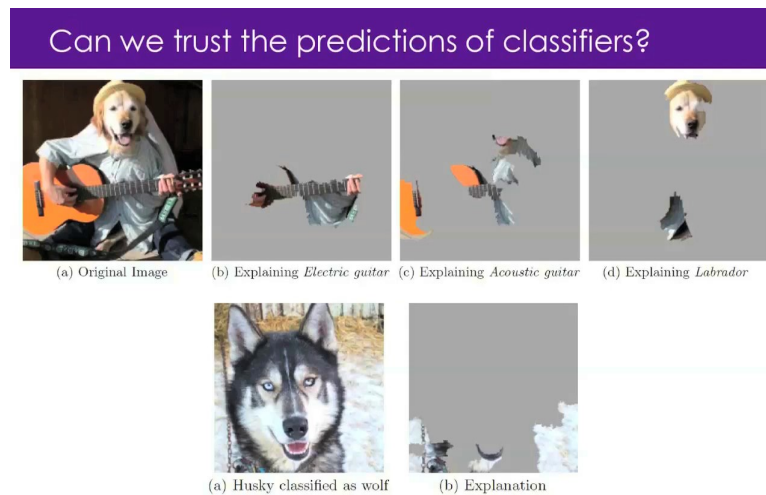 Can we trust the predictions of classifiers?
(a) Original Image
(b) Explaining Electric guitar
(c) Explaining Acoustic guitar
(d) Explaining Labrador
(a) Husky classified as wolf
(b) Explanation